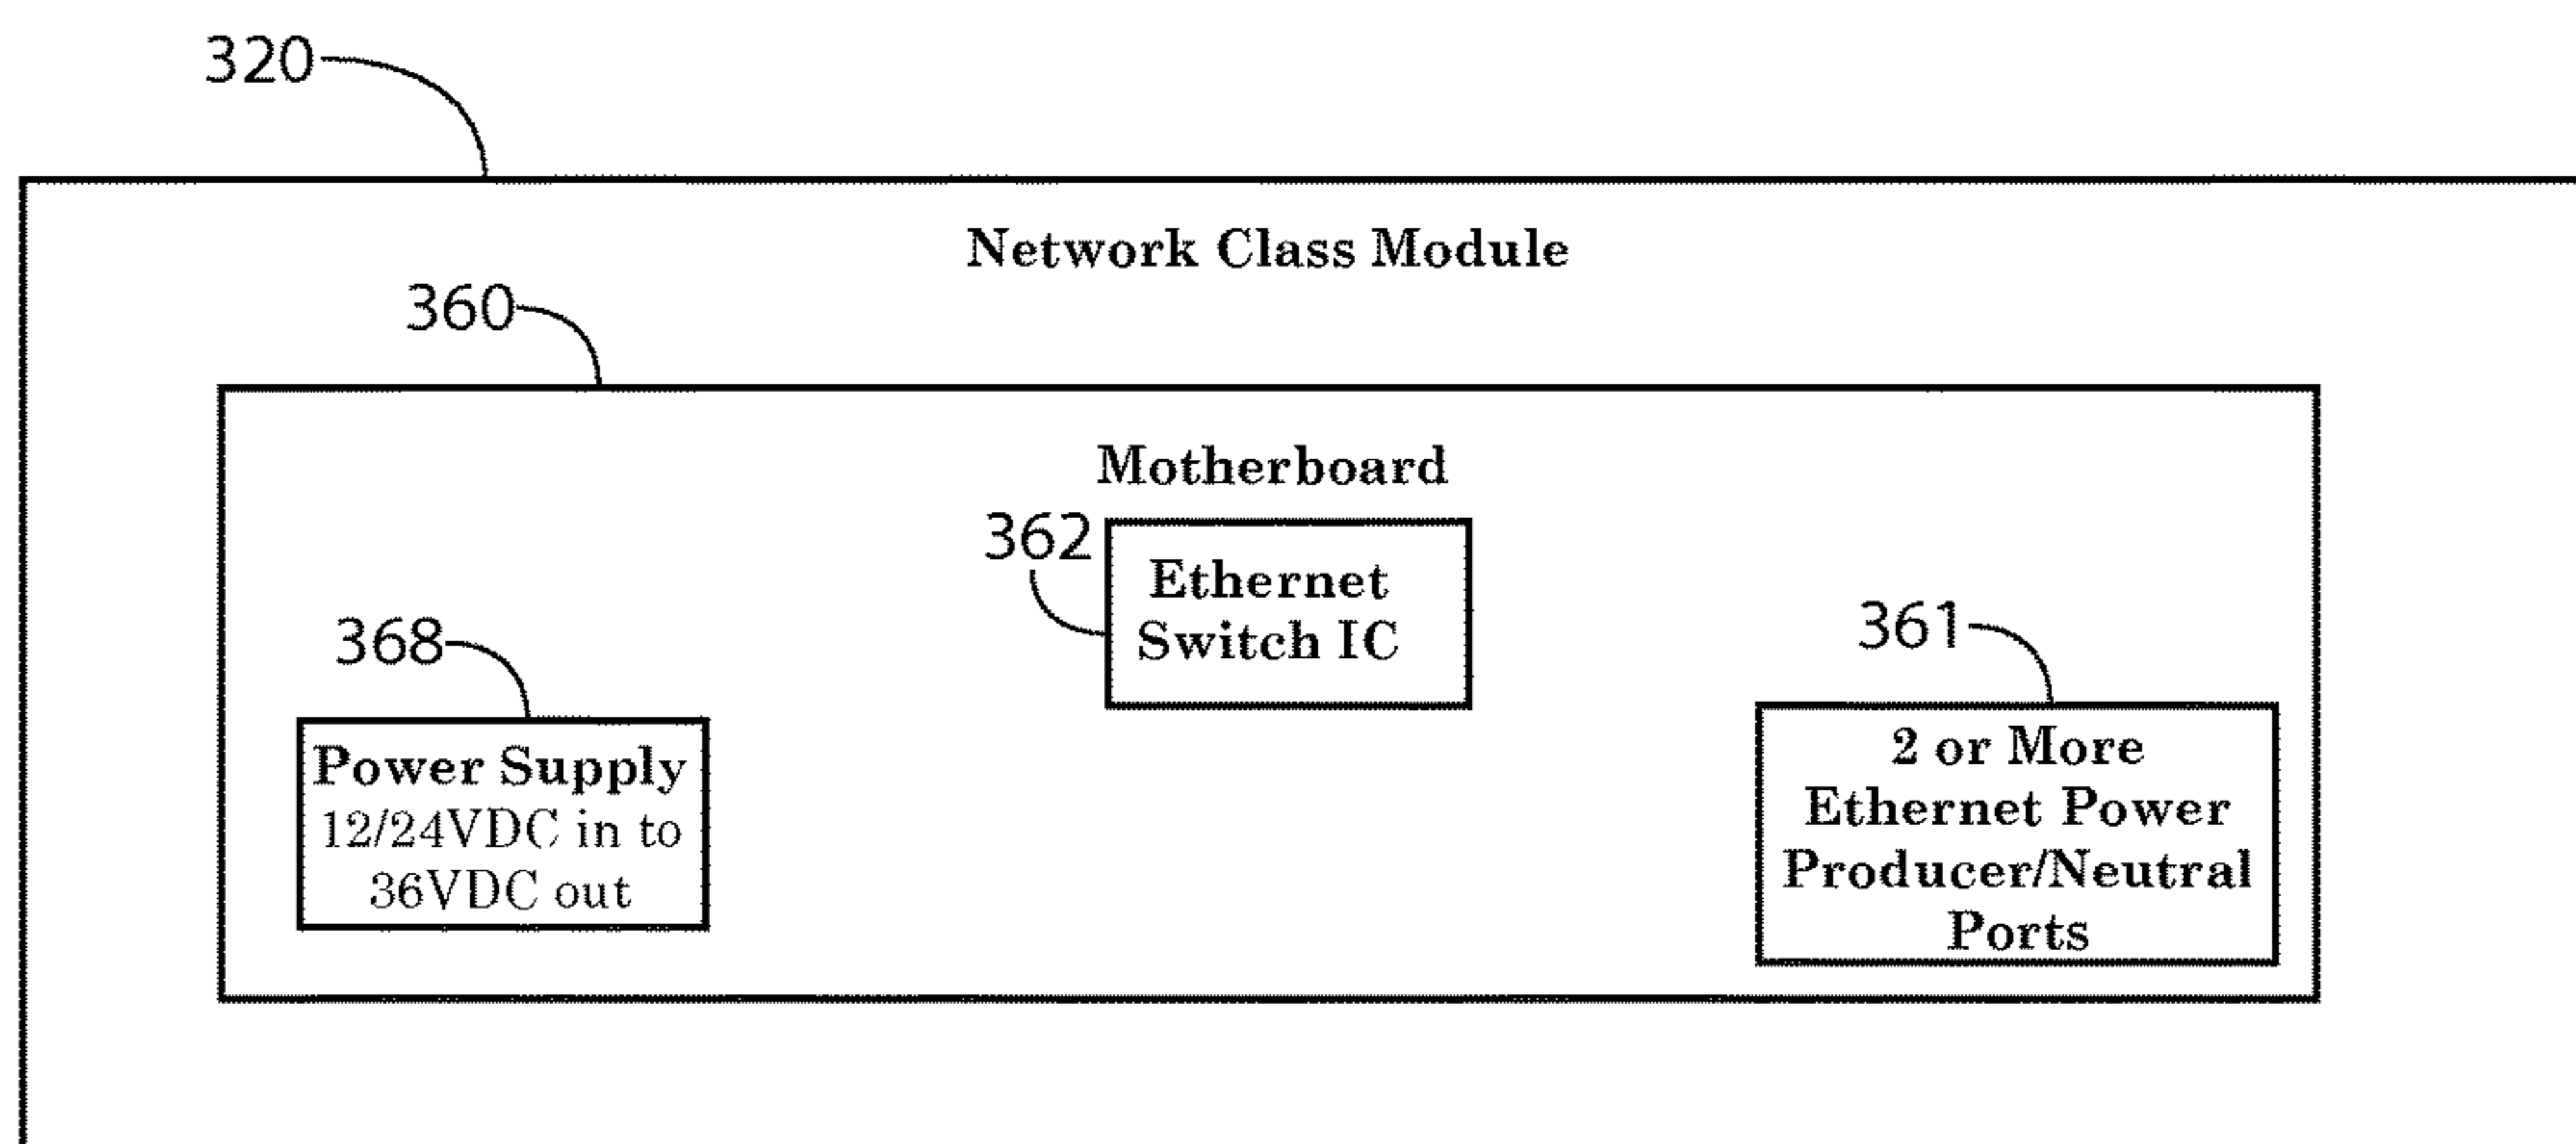 320
Network Class Module
360
Motherboard
362
Ethernet
Switch IC
368
Power Supply
12/24VDC in to
36VDC out
361
2 or More
Ethernet Power
Producer/Neutral
Ports